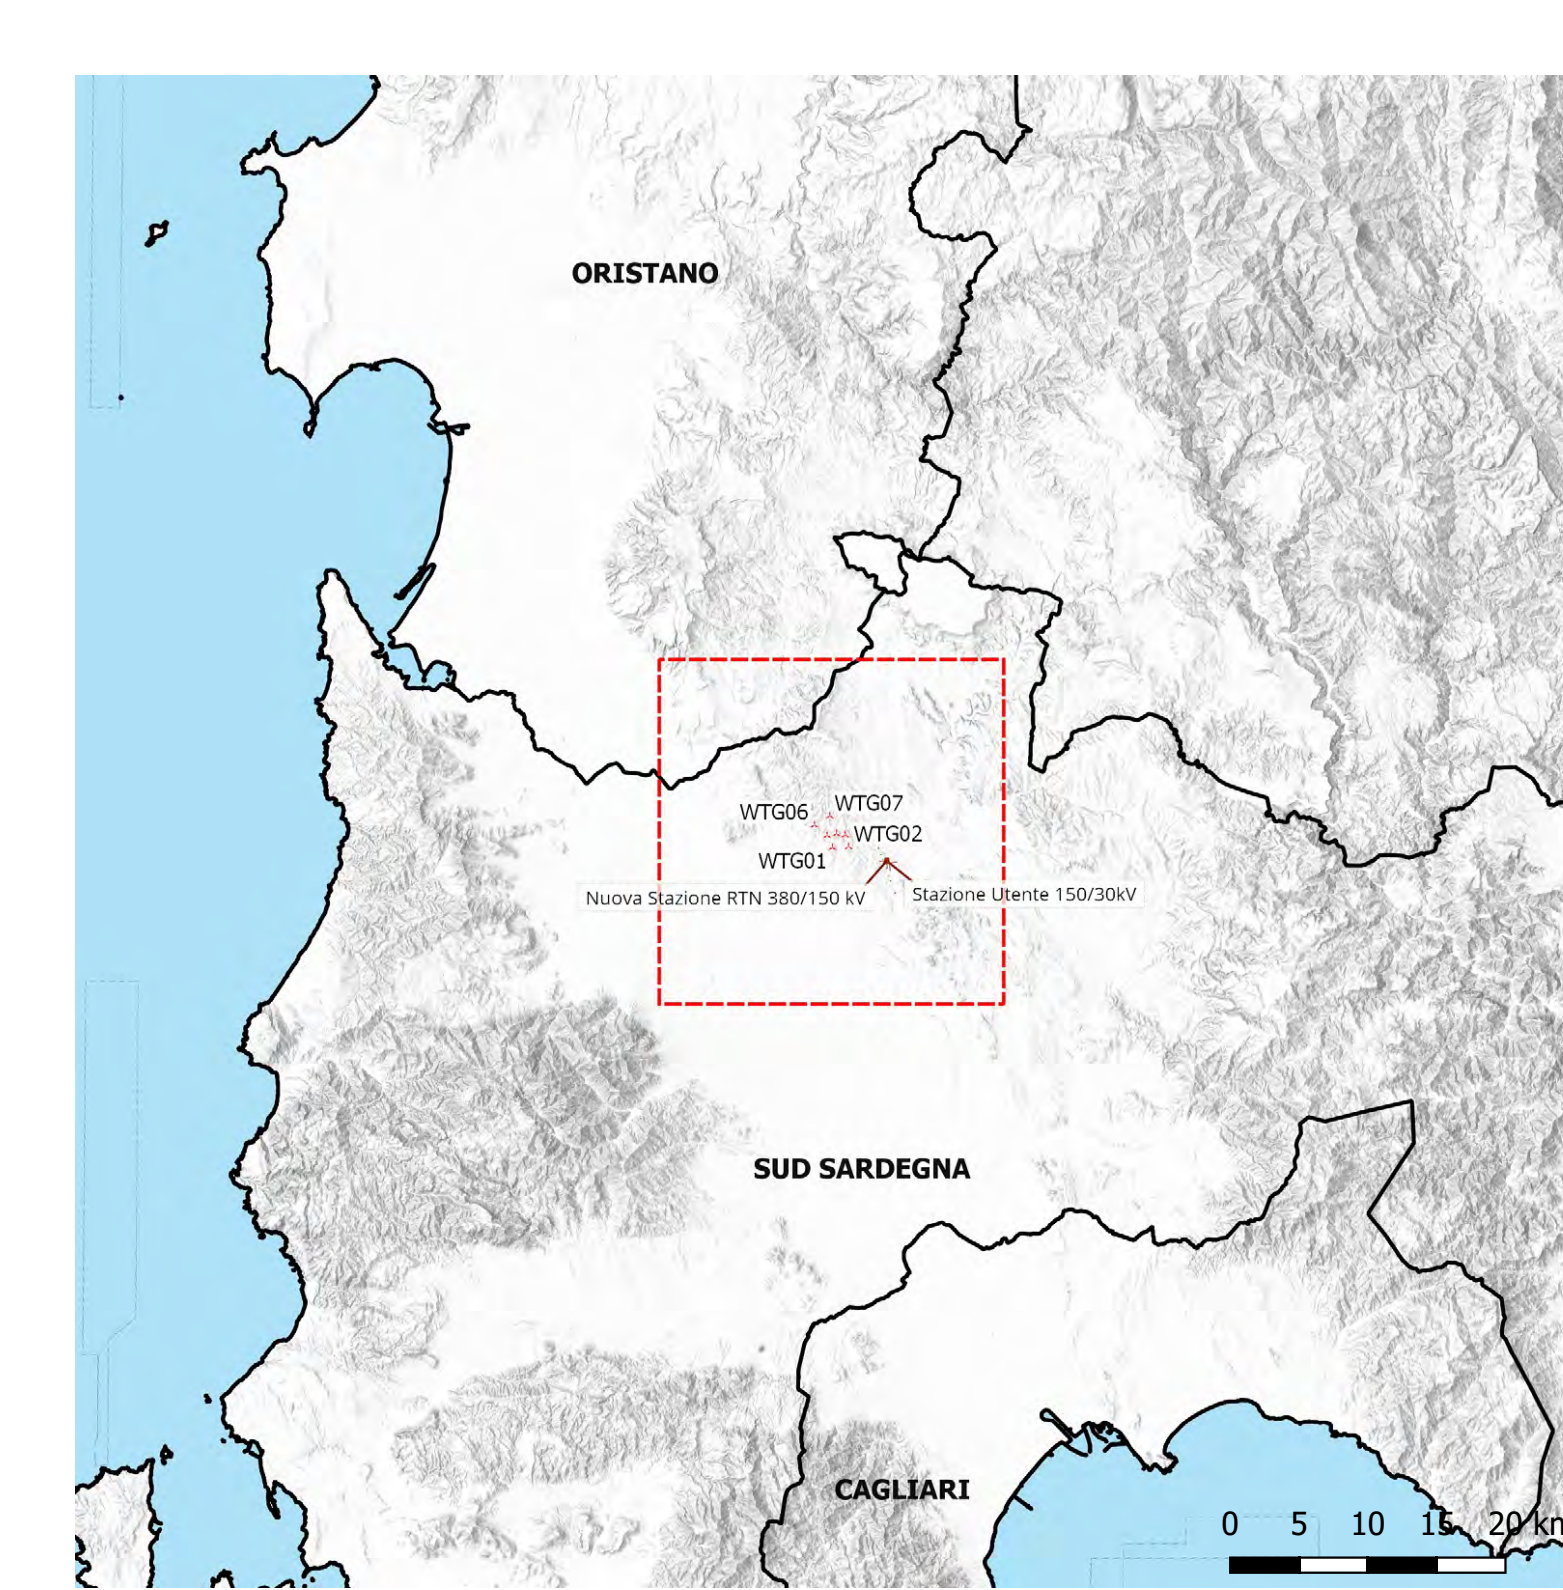 ORISTANO
WTG07
WTG06
WTG02
WTG01
Nuova Stazione RTN 380/150 kV
Stazione Utente 150/30kV
SUD SARDEGNA
CAGLIARI
0 5 10 15 20 km